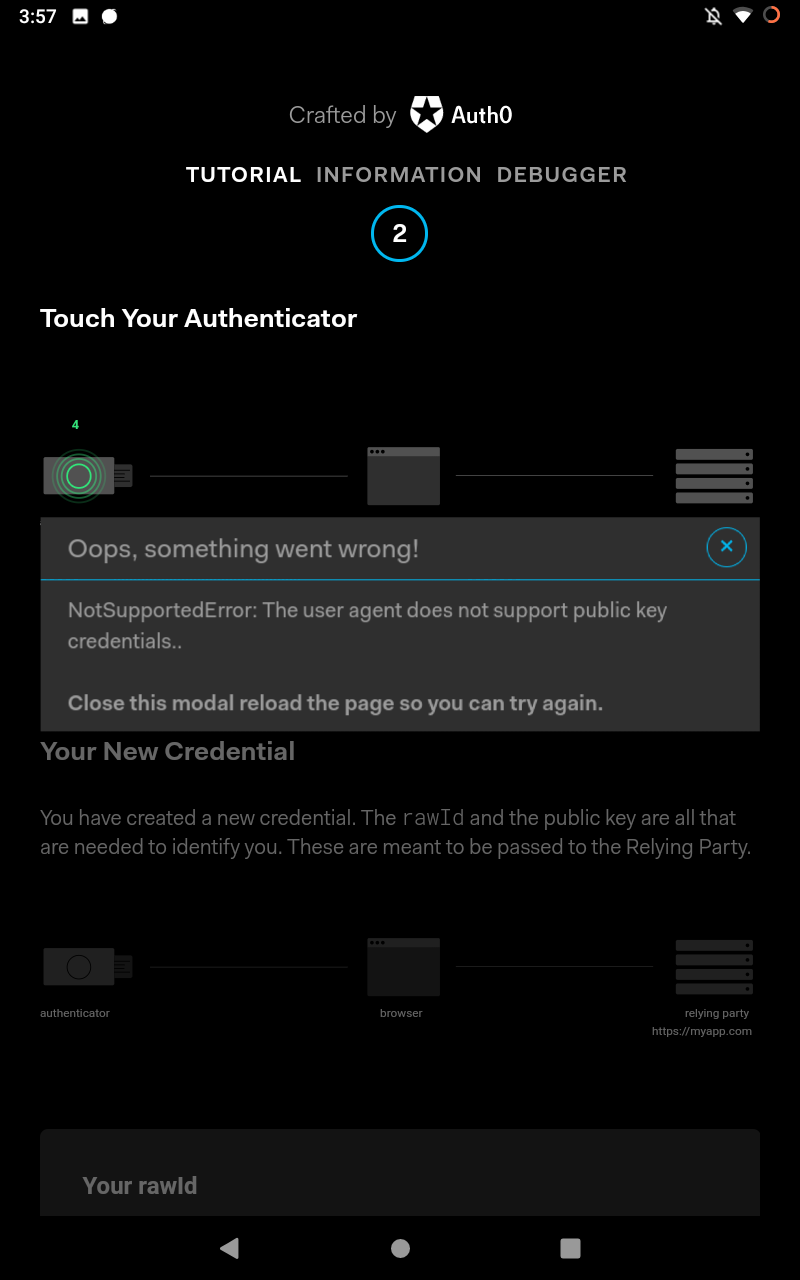 3:57
Crafted by Auth0
TUTORIAL INFORMATION DEBUGGER
2
Touch Your Authenticator
4
Oops, something went wrong!
NotSupportedError: The user agent does not support public key
credentials..
Close this modal reload the page so you can try again.
Your New Credential
You have created a new credential. The rawId and the public key are all that
are needed to identify you. These are meant to be passed to the Relying Party.
authenticator browser relying party
https://myapp.com
Your rawId